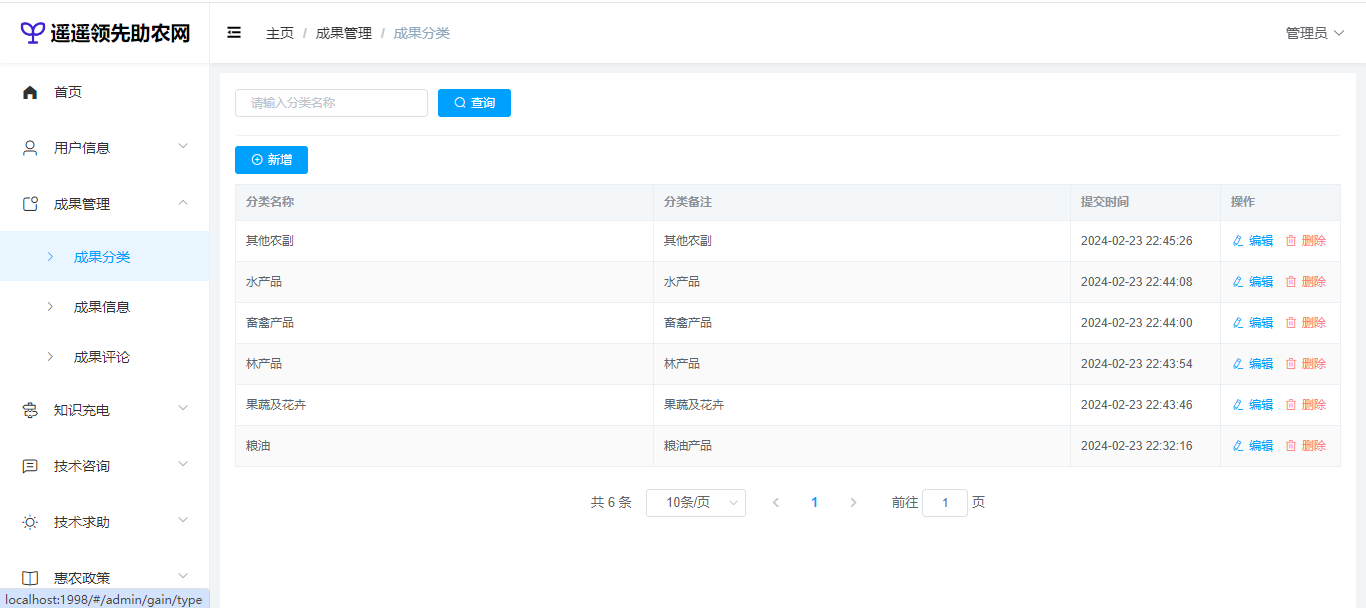 遥遥领先助农网
主页 / 成果管理 / 成果分类
管理员
首页
用户信息
成果管理
成果分类
成果信息
成果评论
知识充电
技术咨询
技术求助
惠农政策
localhost:1998/#/admin/gain/type
请输入分类名称
查询
新增
分类名称 分类备注 提交时间 操作
其他农副 其他农副 2024-02-23 22:45:26 编辑 删除
水产品 水产品 2024-02-23 22:44:08 编辑 删除
畜禽产品 畜禽产品 2024-02-23 22:44:00 编辑 删除
林产品 林产品 2024-02-23 22:43:54 编辑 删除
果蔬及花卉 果蔬及花卉 2024-02-23 22:43:46 编辑 删除
粮油 粮油产品 2024-02-23 22:32:16 编辑 删除
共 6 条 10条/页 1 前往 1 页